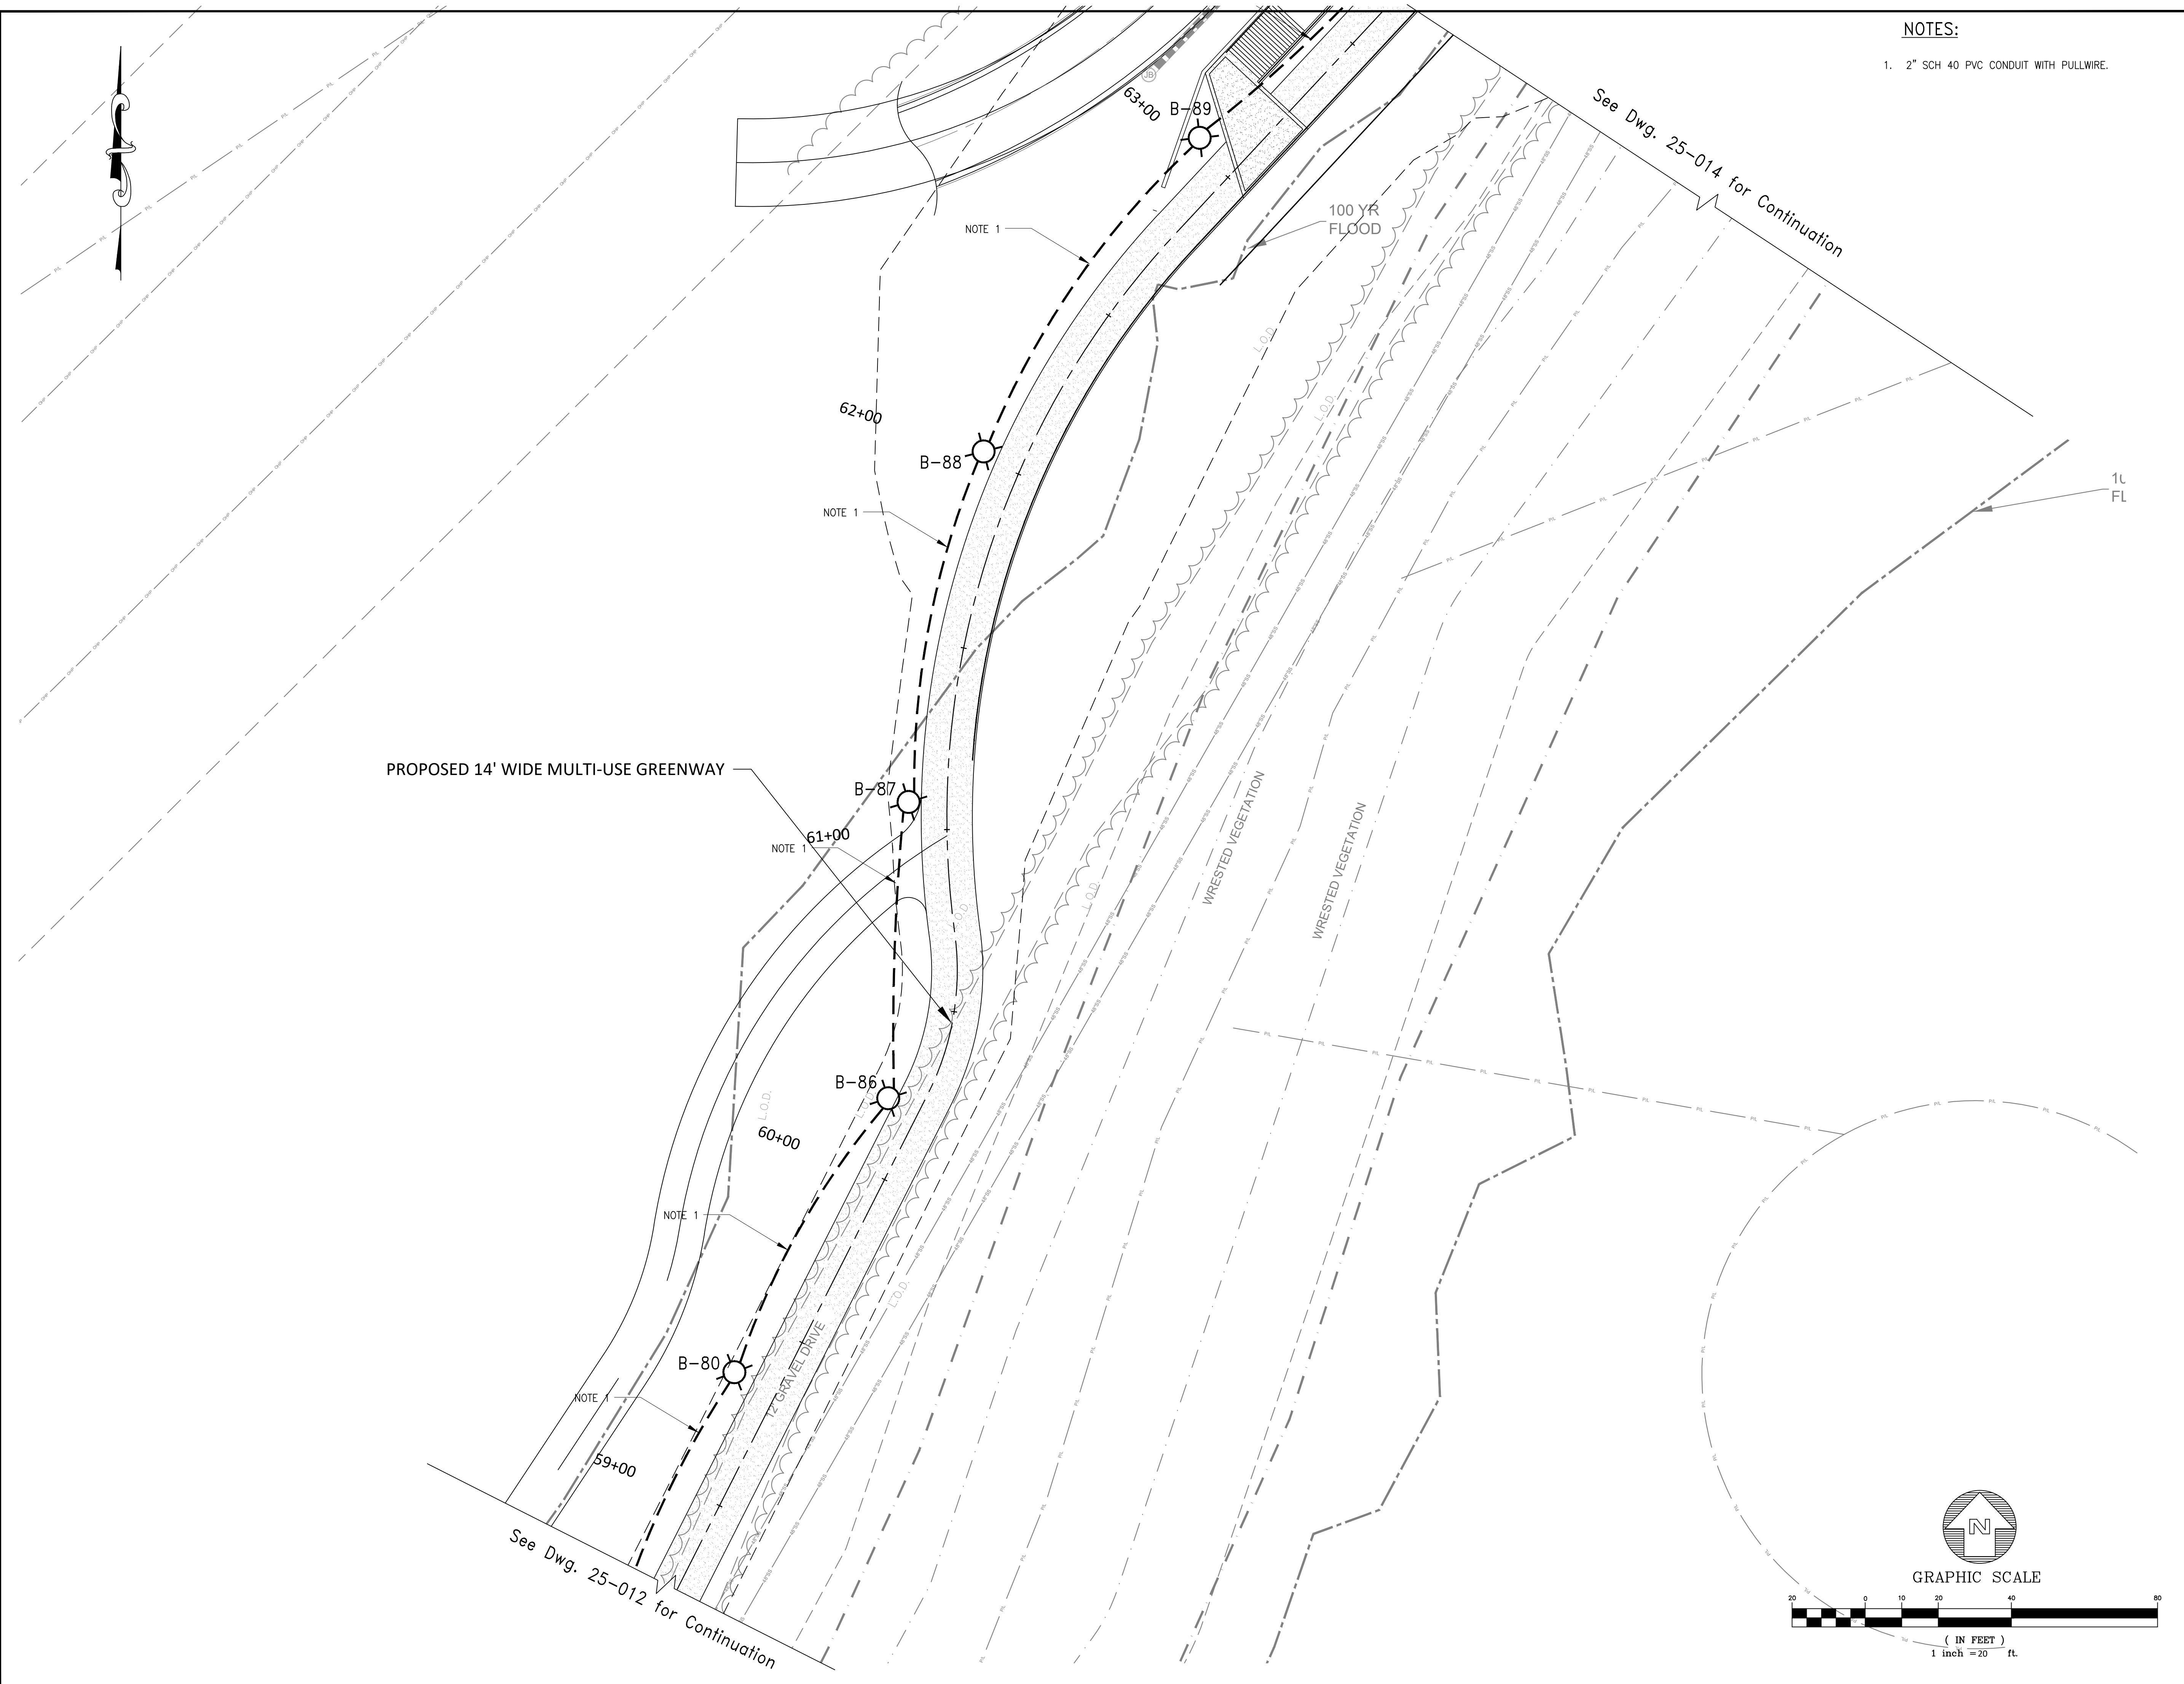 NOTES:
1. 2" SCH 40 PVC CONDUIT WITH PULLWIRE.
See Dwg. 25-014 for Continuation
JB
63+00
B-89
NOTE 1
100 YR
FLOOD
L.O.D.
L.O.D.
62+00
B-88
NOTE 1
PROPOSED 14' WIDE MULTI-USE GREENWAY
B-87
61+00
NOTE 1
WRESTED VEGETATION
WRESTED VEGETATION
L.O.D.
L.O.D.
B-86
L.O.D.
L.O.D.
60+00
NOTE 1
L.O.D.
B-80
12' GRAVEL DRIVE
NOTE 1
59+00
See Dwg. 25-012 for Continuation
N
GRAPHIC SCALE
20 0 10 20 40 80
( IN FEET )
1 inch = 20 ft.